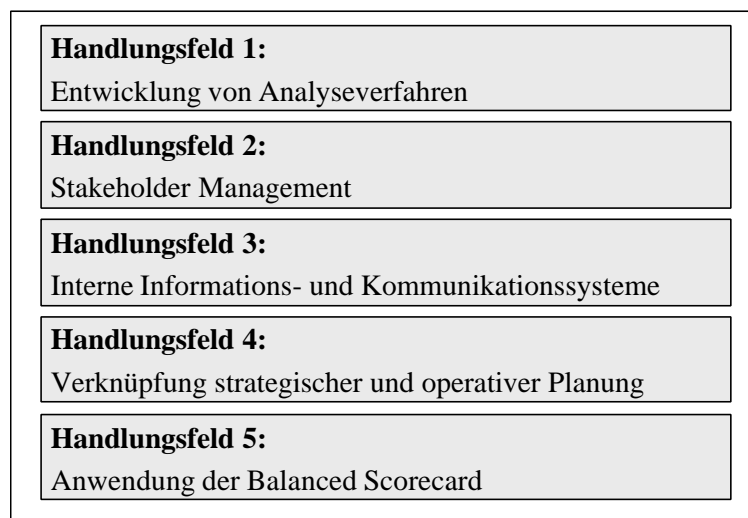 Handlungsfeld 1:
Entwicklung von Analyseverfahren
Handlungsfeld 2:
Stakeholder Management
Handlungsfeld 3:
Interne Informations- und Kommunikationssysteme
Handlungsfeld 4:
Verknüpfung strategischer und operativer Planung
Handlungsfeld 5:
Anwendung der Balanced Scorecard